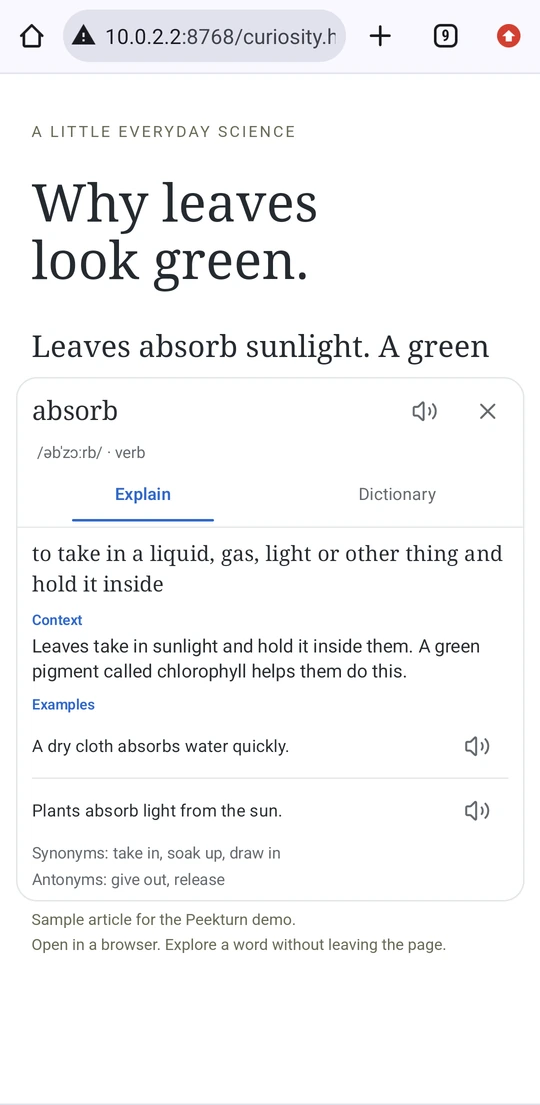 10.0.2.2:8768/curiosity.h
9
A LITTLE EVERYDAY SCIENCE
Why leaves
look green.
Leaves absorb sunlight. A green
absorb
/əbˈzɔːrb/ · verb
Explain
Dictionary
to take in a liquid, gas, light or other thing and
hold it inside
Context
Leaves take in sunlight and hold it inside them. A green
pigment called chlorophyll helps them do this.
Examples
A dry cloth absorbs water quickly.
Plants absorb light from the sun.
Synonyms: take in, soak up, draw in
Antonyms: give out, release
Sample article for the Peekturn demo.
Open in a browser. Explore a word without leaving the page.